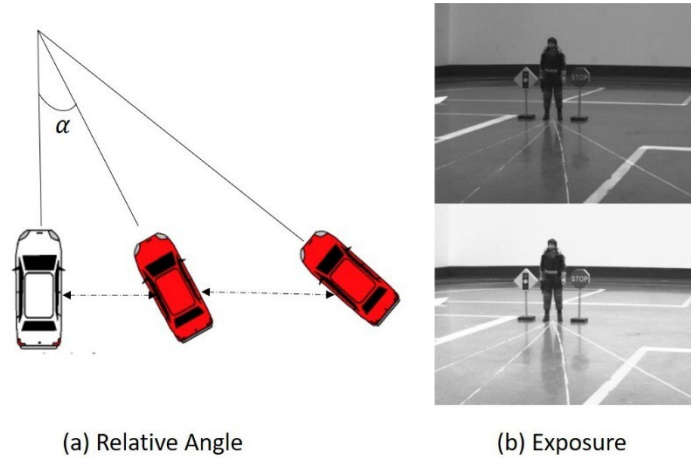 α
STOP
STOP
(a) Relative Angle
(b) Exposure